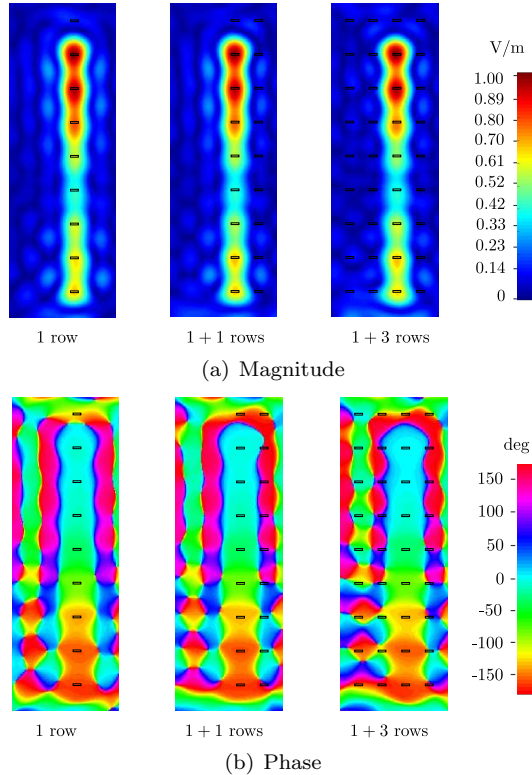 V/m
1.00
0.89
0.80
0.70
0.61
0.52
0.42
0.33
0.23
0.14
0
1 row
1 + 1 rows
1 + 3 rows
(a) Magnitude
deg
150
100
50
0
-50
-100
-150
1 row
1 + 1 rows
1 + 3 rows
(b) Phase